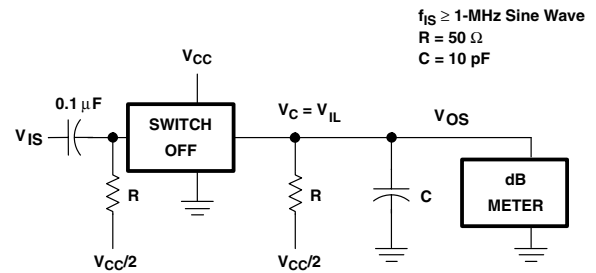 fIS ≥ 1-MHz Sine Wave
R = 50 Ω
C = 10 pF
VCC
0.1 μF
VIS
SWITCH
OFF
VC = VIL
VOS
R
R
C
dB
METER
VCC/2
VCC/2